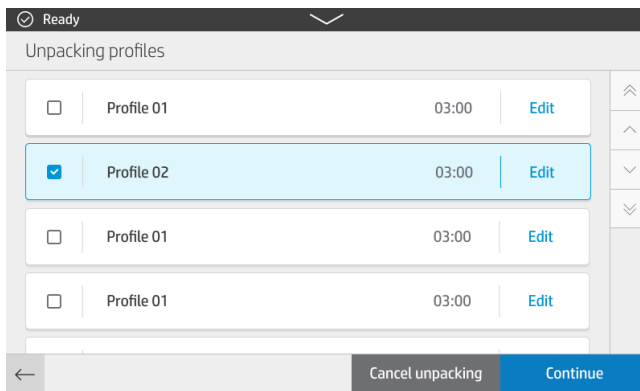 Ready
Unpacking profiles
Profile 01 03:00 Edit
Profile 02 03:00 Edit
Profile 01 03:00 Edit
Profile 01 03:00 Edit
Cancel unpacking Continue